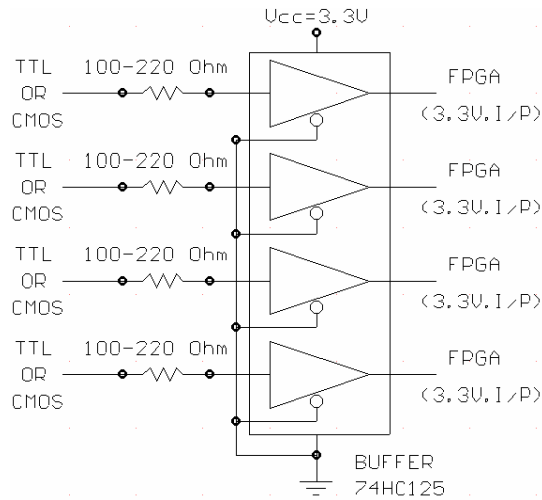 Vcc=3.3V
TTL 100-220 Ohm FPGA
OR
CMOS (3.3V.I/P)
TTL 100-220 Ohm FPGA
OR
CMOS (3.3V.I/P)
TTL 100-220 Ohm FPGA
OR
CMOS (3.3V.I/P)
TTL 100-220 Ohm FPGA
OR
CMOS (3.3V.I/P)
BUFFER
74HC125